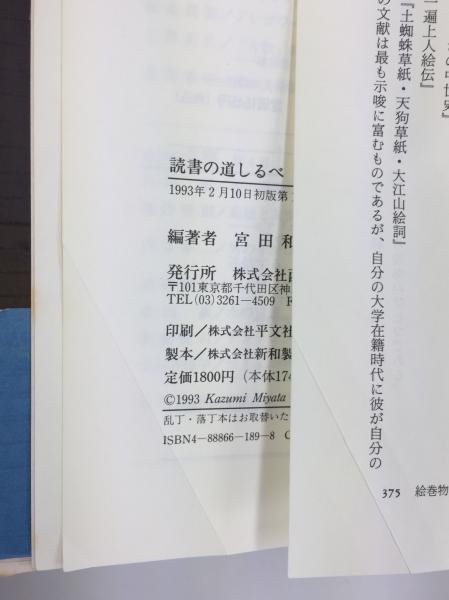 読書の道しるべ
1993年2月10日初版第
編著者 宮田和
発行所 株式会社
〒101東京都千代田区神
TEL(03)3261−4509 F
印刷/株式会社平文社
製本/株式会社新和製
定価1800円(本体174
©1993 Kazumi Miyata
乱丁・落丁本はお取替いた
ISBN4−88866−189−8 C
の中世史』
一遍上人絵伝』
『土蜘蛛草紙・天狗草紙・大江山絵詞』
の文献は最も示唆に富むものであるが、自分の大学在籍時代に彼が自分の
375 絵巻物